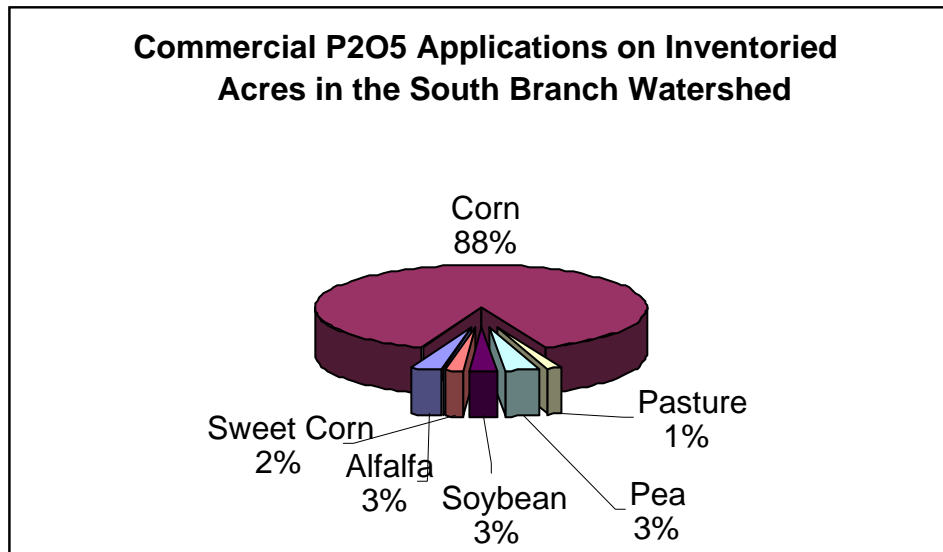 Commercial P2O5 Applications on Inventoried
Acres in the South Branch Watershed
Corn
88%
Pasture
1%
Sweet Corn
2%
Alfalfa
3%
Soybean
3%
Pea
3%